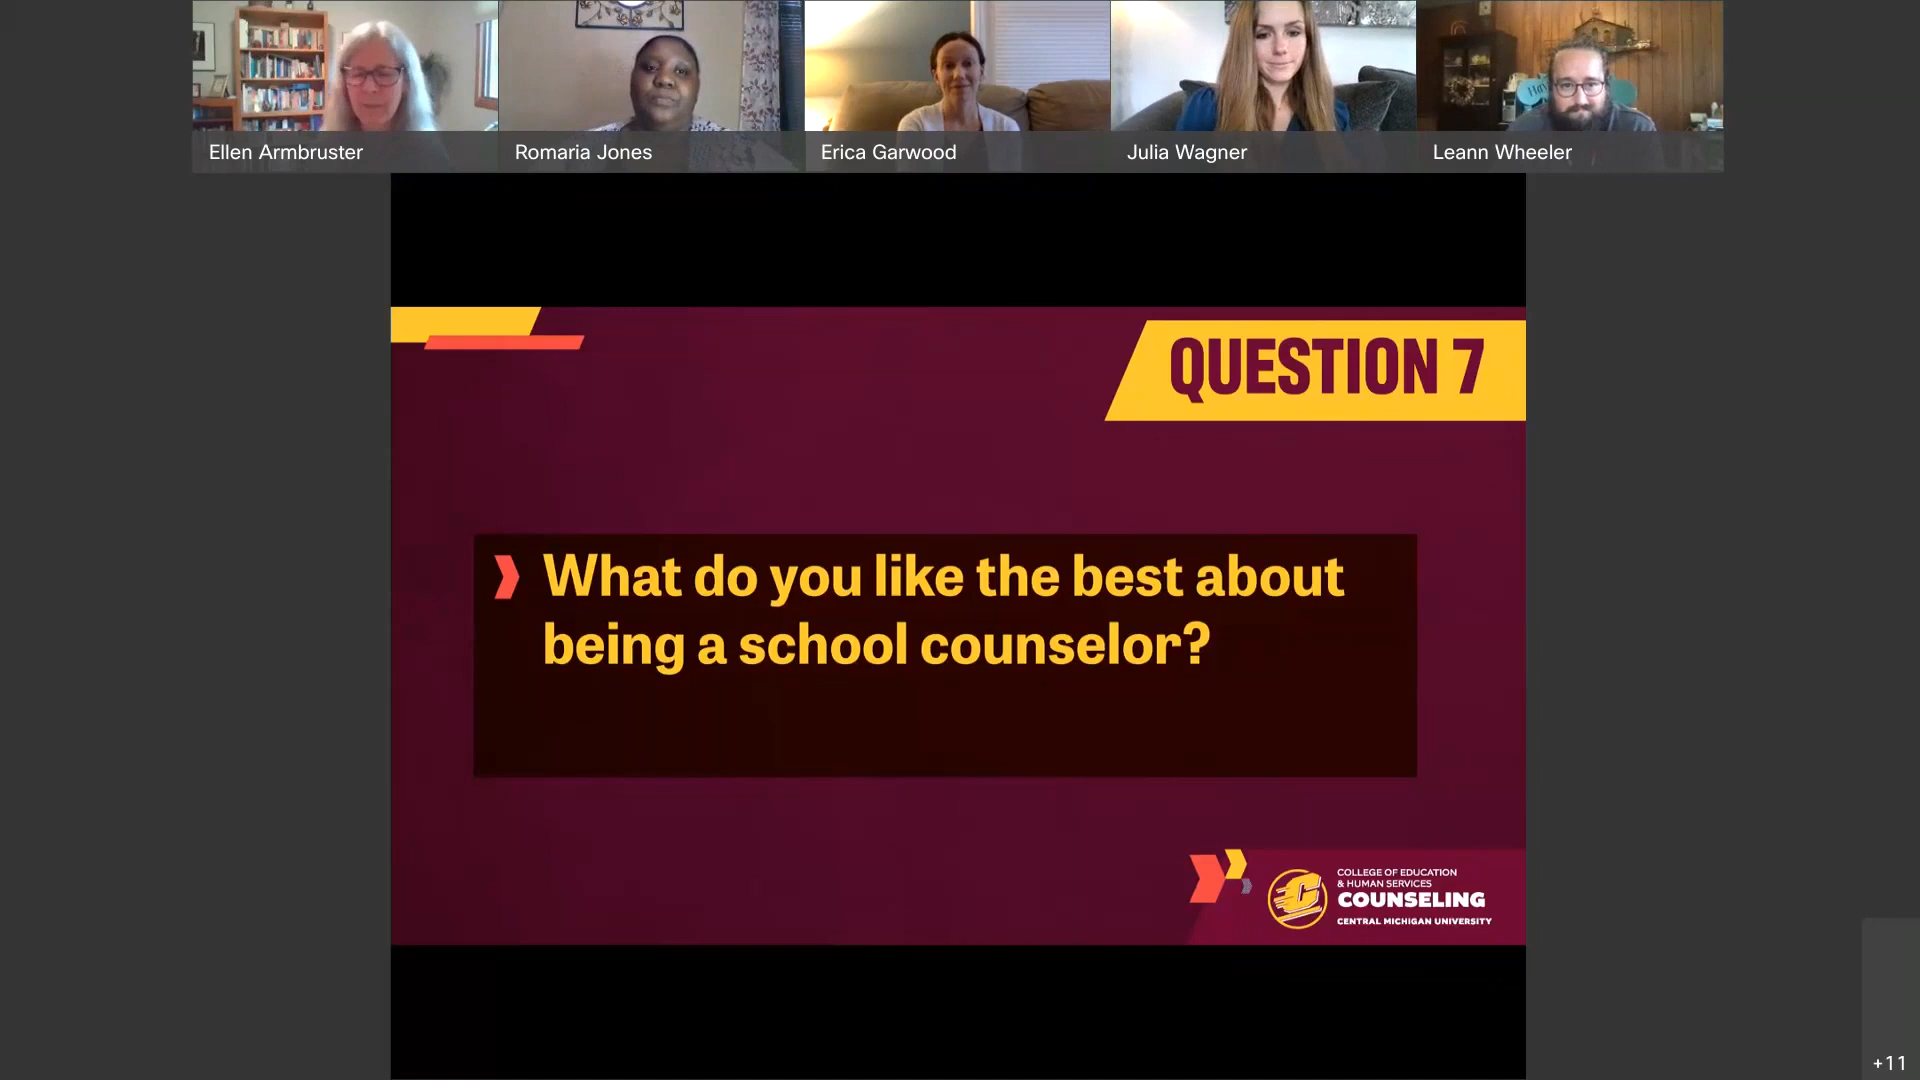 Ellen Armbruster
Romaria Jones
Erica Garwood
Julia Wagner
Leann Wheeler
QUESTION 7
What do you like the best about
being a school counselor?
COLLEGE OF EDUCATION
& HUMAN SERVICES
COUNSELING
CENTRAL MICHIGAN UNIVERSITY
+11